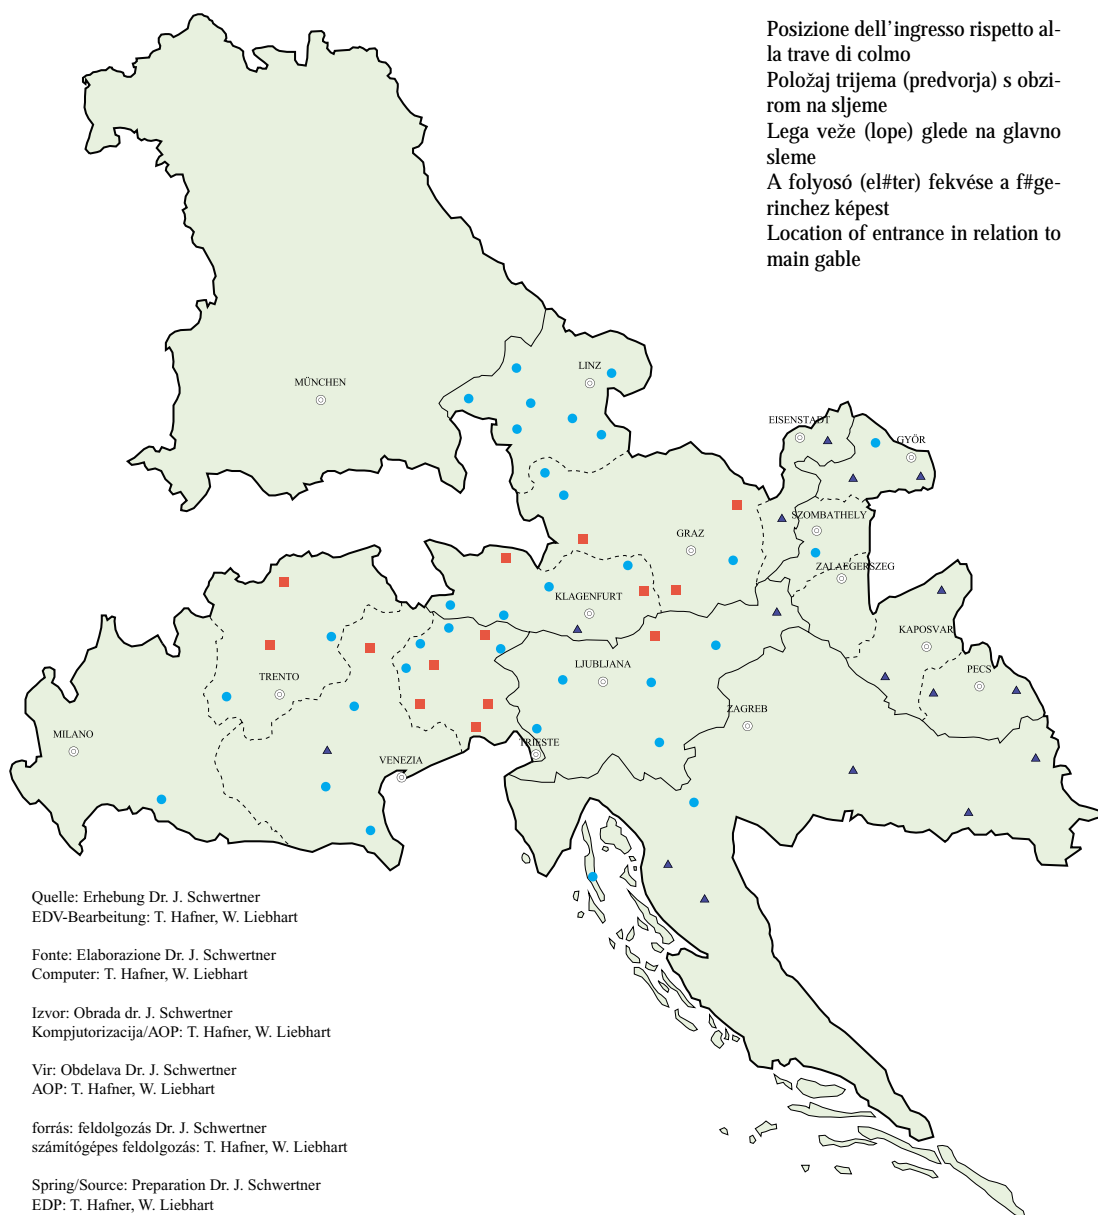 Posizione dell'ingresso rispetto al-
la trave di colmo
Položaj trijema (predvorja) s obzi-
rom na sljeme
Lega veže (lope) glede na glavno
sleme
A folyosó (el#ter) fekvése a f#ge-
rinchez képest
Location of entrance in relation to
main gable
LINZ
MÜNCHEN
EISENSTADT
GYÖR
SZOMBATHELY
GRAZ
ZALAEGERSZEG
KLAGENFURT
KAPOSVAR
LJUBLJANA
PECS
TRENTO
ZAGREB
MILANO
TRIESTE
VENEZIA
Quelle: Erhebung Dr. J. Schwertner
EDV-Bearbeitung: T. Hafner, W. Liebhart
Fonte: Elaborazione Dr. J. Schwertner
Computer: T. Hafner, W. Liebhart
Izvor: Obrada dr. J. Schwertner
Kompjutorizacija/AOP: T. Hafner, W. Liebhart
Vir: Obdelava Dr. J. Schwertner
AOP: T. Hafner, W. Liebhart
forrás: feldolgozás Dr. J. Schwertner
számítógépes feldolgozás: T. Hafner, W. Liebhart
Spring/Source: Preparation Dr. J. Schwertner
EDP: T. Hafner, W. Liebhart